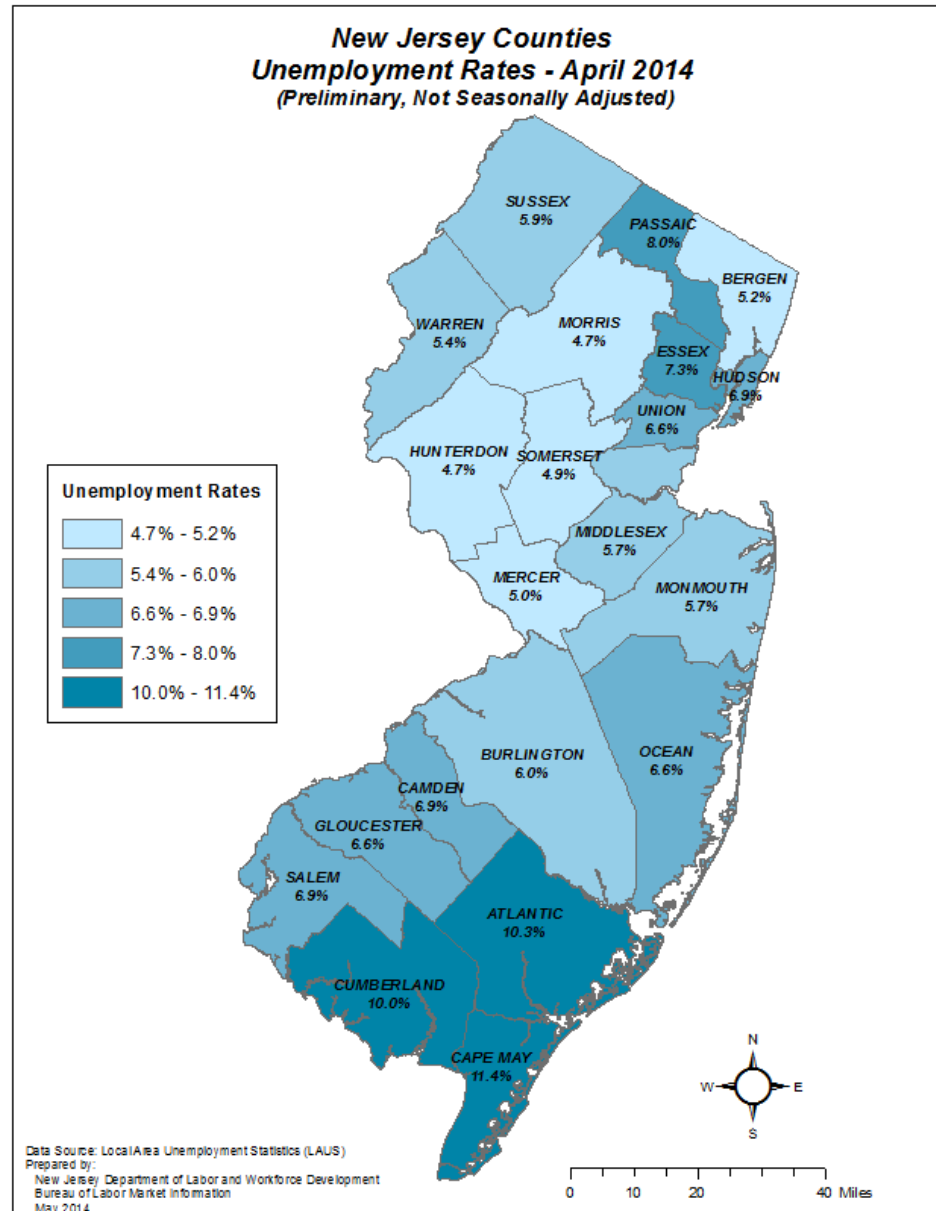 New Jersey Counties
Unemployment Rates - April 2014
(Preliminary, Not Seasonally Adjusted)
SUSSEX
5.9%
PASSAIC
8.0%
BERGEN
5.2%
WARREN
5.4%
MORRIS
4.7%
ESSEX
7.3%
HUDSON
6.9%
UNION
6.6%
HUNTERDON
4.7%
SOMERSET
4.9%
MIDDLESEX
5.7%
MERCER
5.0%
MONMOUTH
5.7%
Unemployment Rates
4.7% - 5.2%
5.4% - 6.0%
6.6% - 6.9%
7.3% - 8.0%
10.0% - 11.4%
BURLINGTON
6.0%
OCEAN
6.6%
CAMDEN
6.9%
GLOUCESTER
6.6%
SALEM
6.9%
ATLANTIC
10.3%
CUMBERLAND
10.0%
CAPE MAY
11.4%
N
W E
S
Data Source: Local Area Unemployment Statistics (LAUS)
Prepared by:
New Jersey Department of Labor and Workforce Development
Bureau of Labor Market Information
May 2014
0 10 20 40 Miles